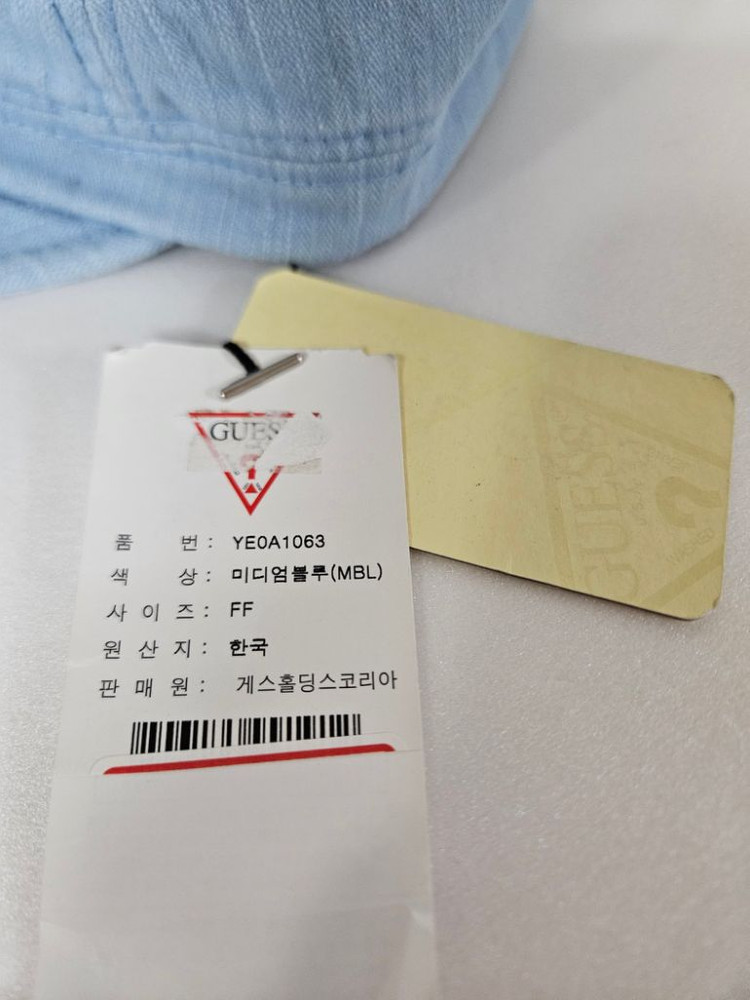 GUES
?
품 번 : YE0A1063
색 상 : 미디엄블루(MBL)
사 이 즈 : FF
원 산 지 : 한국
판 매 원 : 게스홀딩스코리아
GUESS
?